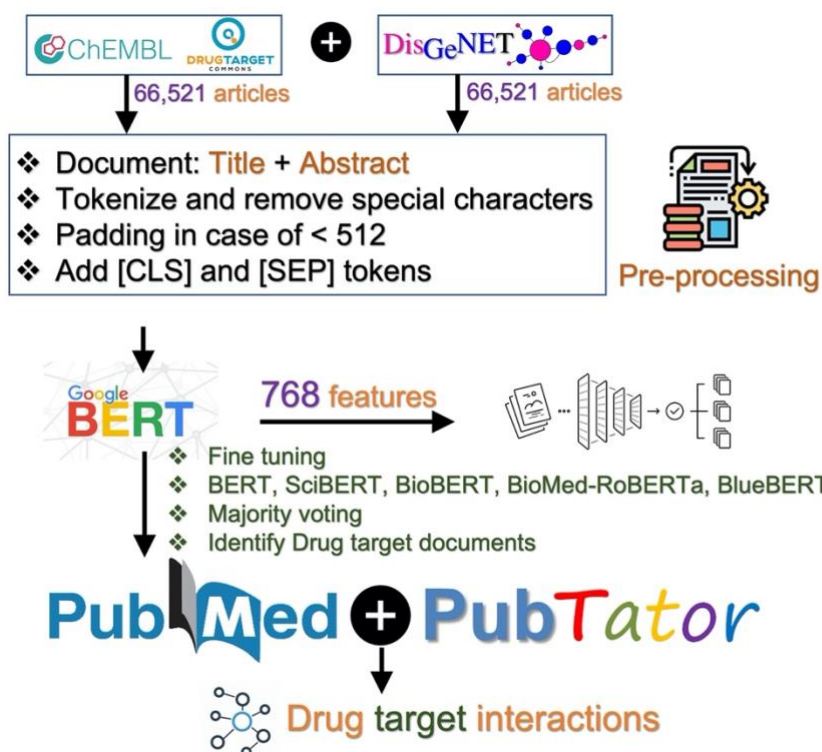 ChEMBL
DRUGTARGET
COMMONS
DisGeNET
66,521 articles
66,521 articles
❖ Document: Title + Abstract
❖ Tokenize and remove special characters
❖ Padding in case of < 512
❖ Add [CLS] and [SEP] tokens
Pre-processing
Google
BERT
768 features
❖ Fine tuning
❖ BERT, SciBERT, BioBERT, BioMed-RoBERTa, BlueBERT
❖ Majority voting
❖ Identify Drug target documents
PubMed + PubTator
Drug target interactions